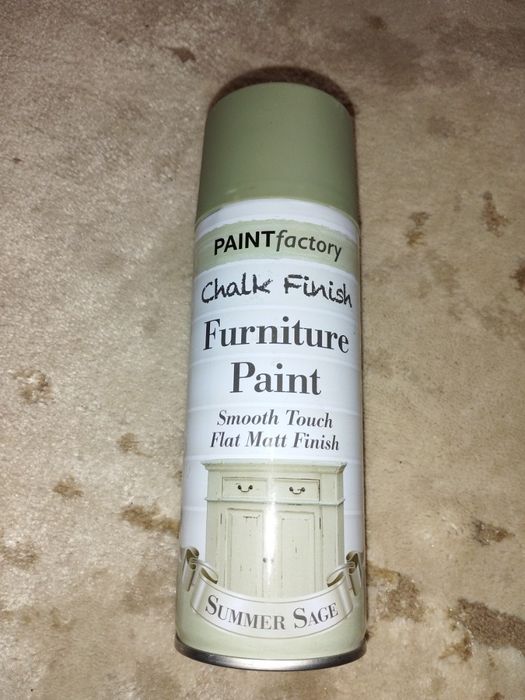 PAINTfactory
Chalk Finish
Furniture
Paint
Smooth Touch
Flat Matt Finish
SUMMER SAGE